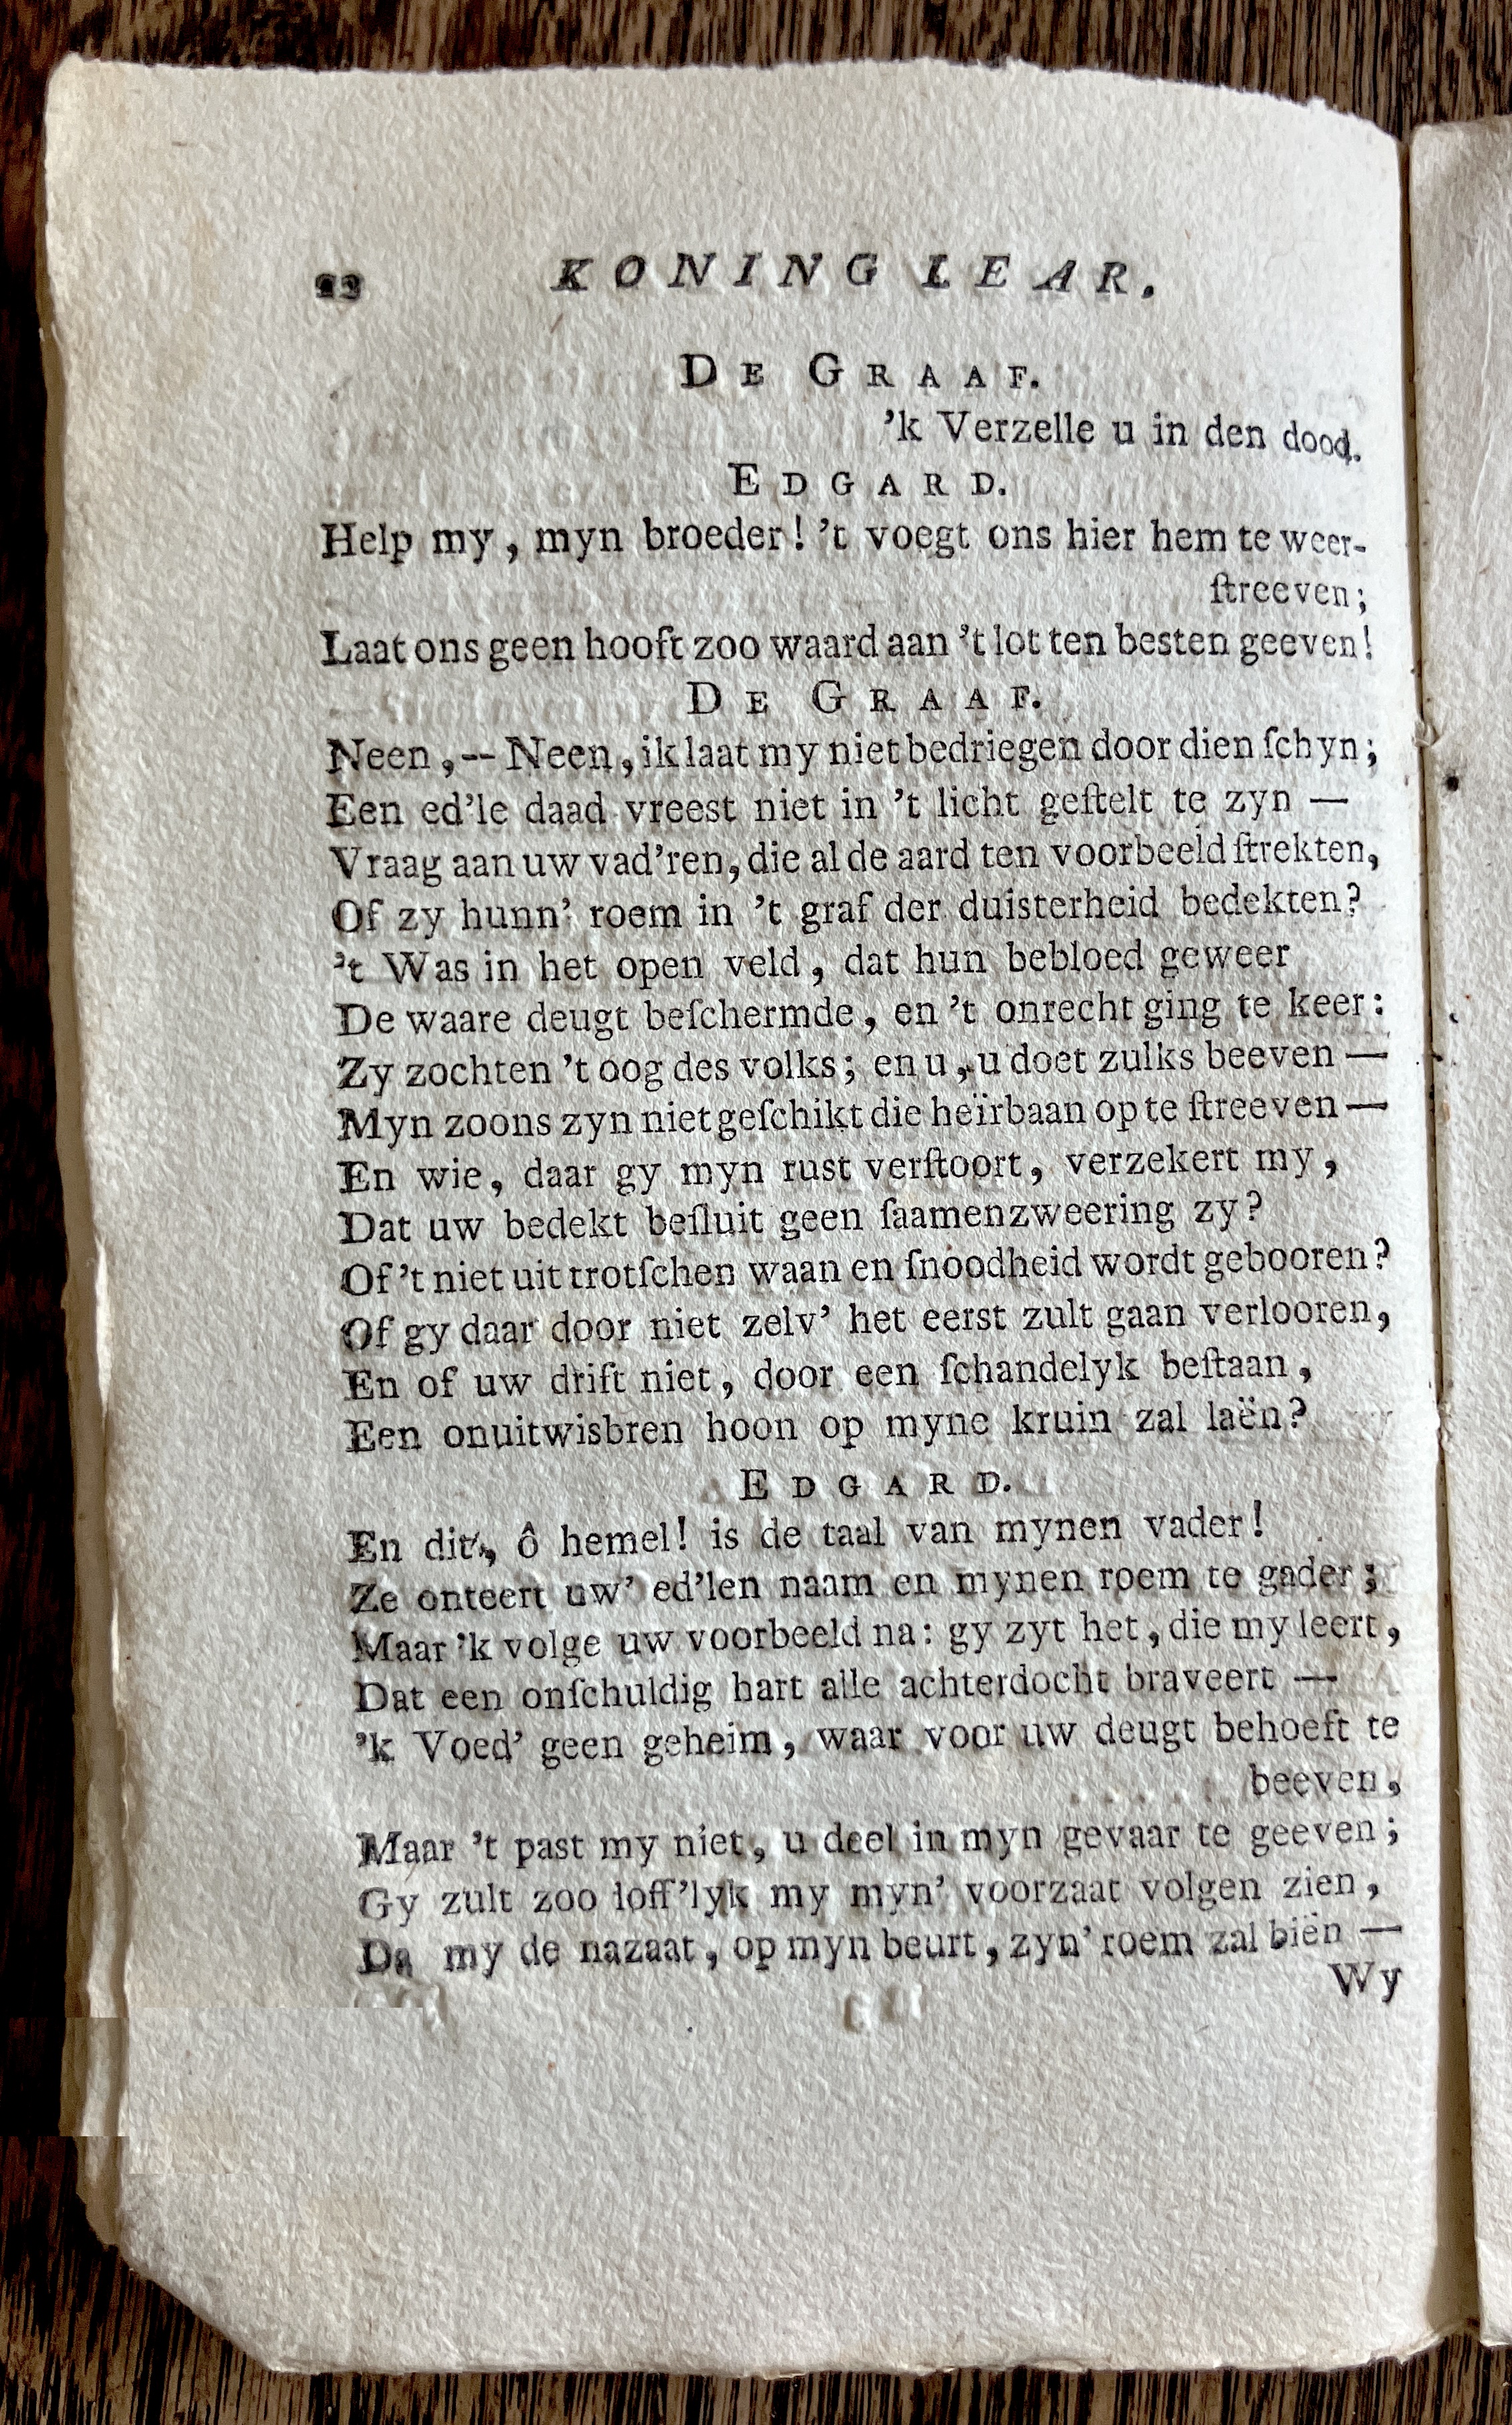 22 KONING LEAR.
DE GRAAF.
'k Verzelle u in den dood.
EDGARD.
Help my, myn broeder! 't voegt ons hier hem te weer-
ſtreeven;
Laat ons geen hooft zoo waard aan 't lot ten besten geeven!
DE GRAAF.
Neen, -- Neen, ik laat my niet bedriegen door dien ſchyn;
Een ed'le daad vreest niet in 't licht geſtelt te zyn —
Vraag aan uw vad'ren, die al de aard ten voorbeeld ſtrekten,
Of zy hunn' roem in 't graf der duisterheid bedekten?
't Was in het open veld, dat hun bebloed geweer
De waare deugt beſchermde, en 't onrecht ging te keer:
Zy zochten 't oog des volks; en u, u doet zulks beeven —
Myn zoons zyn niet geſchikt die heïrbaan op te ſtreeven —
En wie, daar gy myn rust verſtoort, verzekert my,
Dat uw bedekt beſluit geen ſaamenzweering zy?
Of 't niet uit trotſchen waan en ſnoodheid wordt gebooren?
Of gy daar door niet zelv' het eerst zult gaan verlooren,
En of uw drift niet, door een ſchandelyk beſtaan,
Een onuitwisbren hoon op myne kruin zal laën?
EDGARD.
En dit, ô hemel! is de taal van mynen vader!
Ze onteert uw' ed'len naam en mynen roem te gader;
Maar 'k volge uw voorbeeld na: gy zyt het, die my leert,
Dat een onſchuldig hart alle achterdocht braveert —
'k Voed' geen geheim, waar voor uw deugt behoeft te
beeven,
Maar 't past my niet, u deel in myn gevaar te geeven;
Gy zult zoo loff'lyk my myn' voorzaat volgen zien,
Da my de nazaat, op myn beurt, zyn' roem zal biën —
Wy